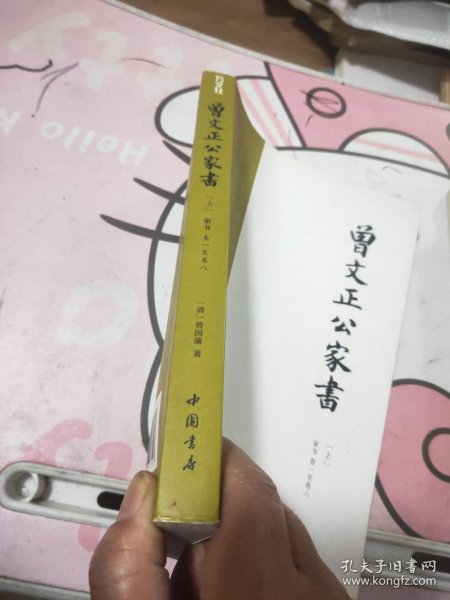 曾文正公家書
〔上〕 家书 卷一至卷八
〔清〕曾国藩 著
中国书店
曾文正公家書
〔上〕
家书 卷一至卷八
Hello K
孔夫子旧书网
www.kongfz.com